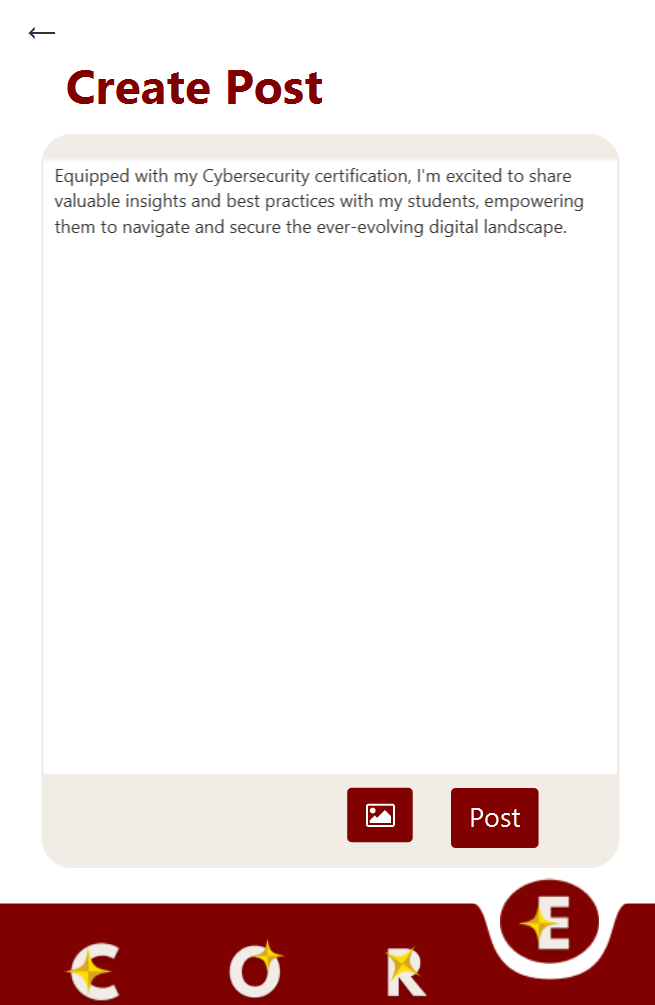 Create Post
Equipped with my Cybersecurity certification, I'm excited to share
valuable insights and best practices with my students, empowering
them to navigate and secure the ever-evolving digital landscape.
Post
C O R E